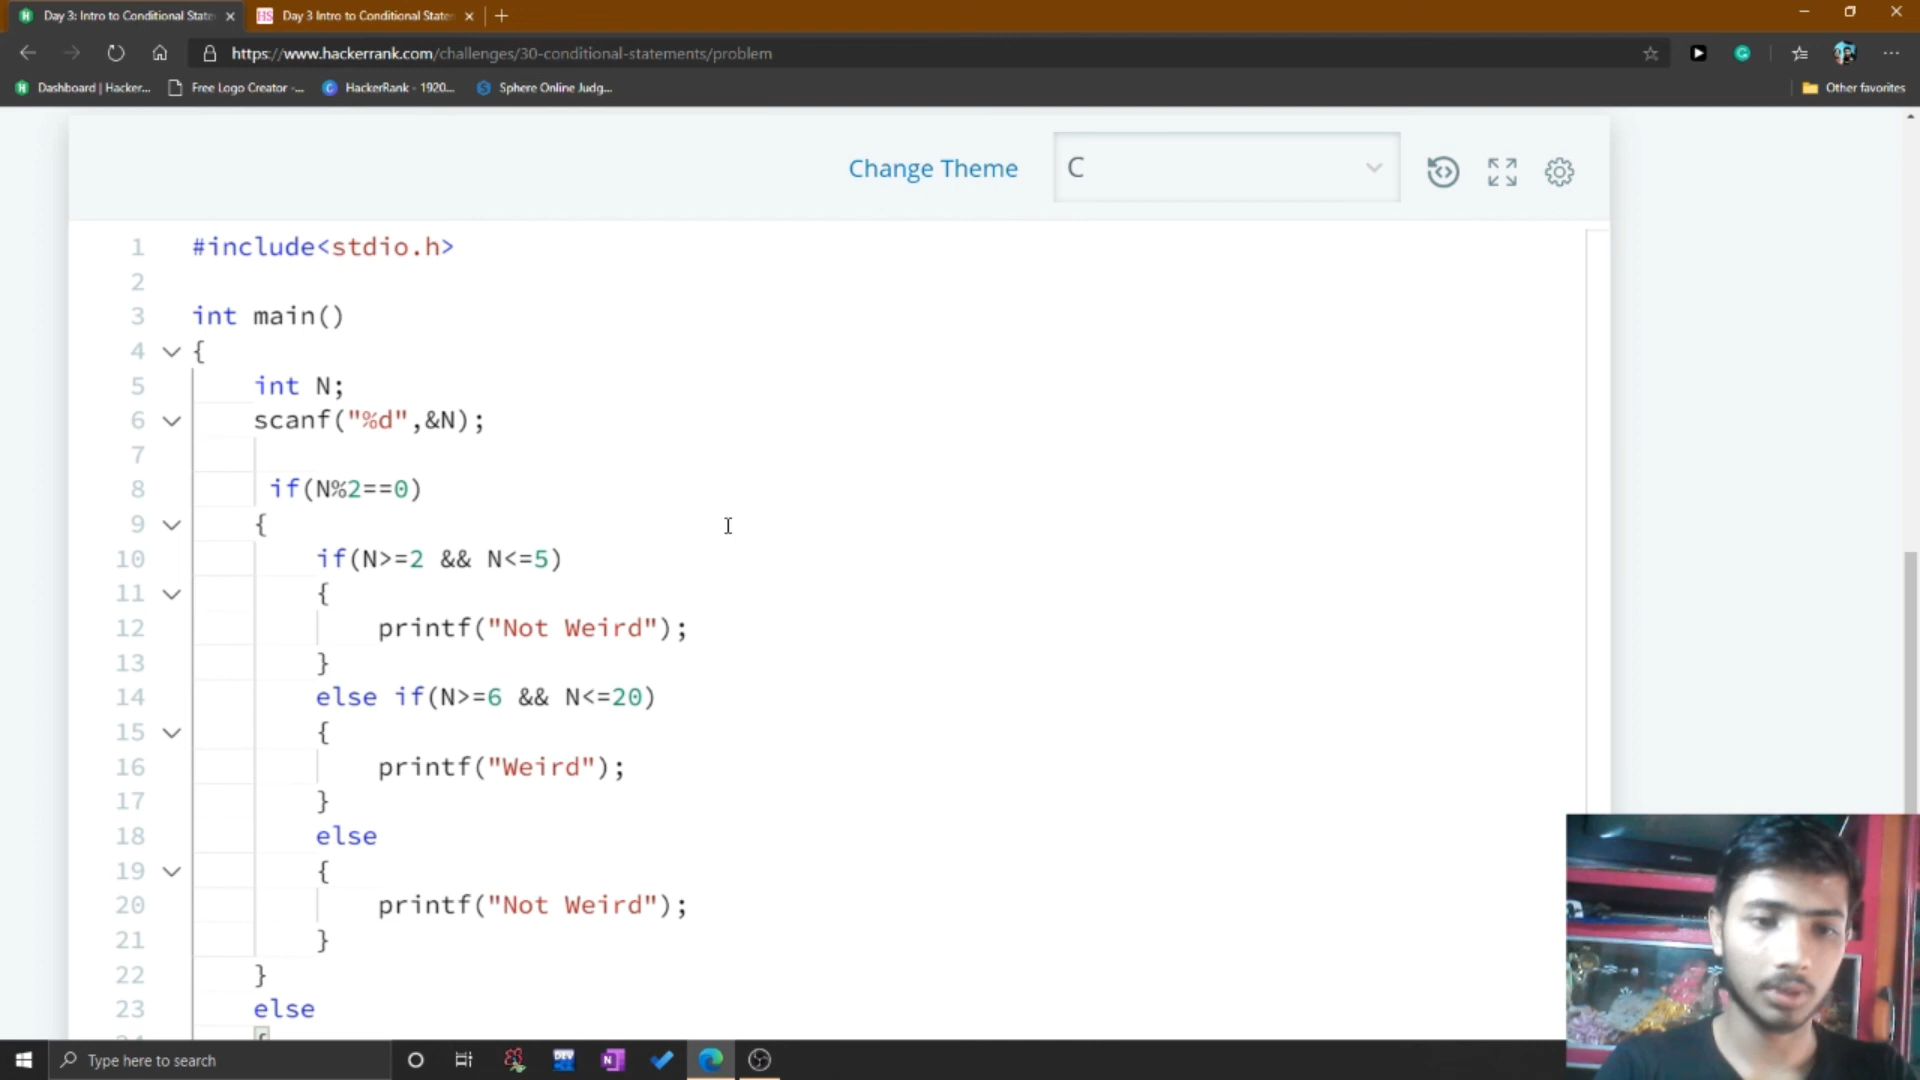 Day 3: Intro to Conditional State
HS Day 3 Intro to Conditional State
https://www.hackerrank.com/challenges/30-conditional-statements/problem
Dashboard | Hacker... Free Logo Creator -... HackerRank - 1920... Sphere Online Judg... Other favorites
Change Theme C
1 #include<stdio.h>
2
3 int main()
4 {
5 int N;
6 scanf("%d",&N);
7
8 if(N%2==0)
9 {
10 if(N>=2 && N<=5)
11 {
12 printf("Not Weird");
13 }
14 else if(N>=6 && N<=20)
15 {
16 printf("Weird");
17 }
18 else
19 {
20 printf("Not Weird");
21 }
22 }
23 else
Type here to search DEV N